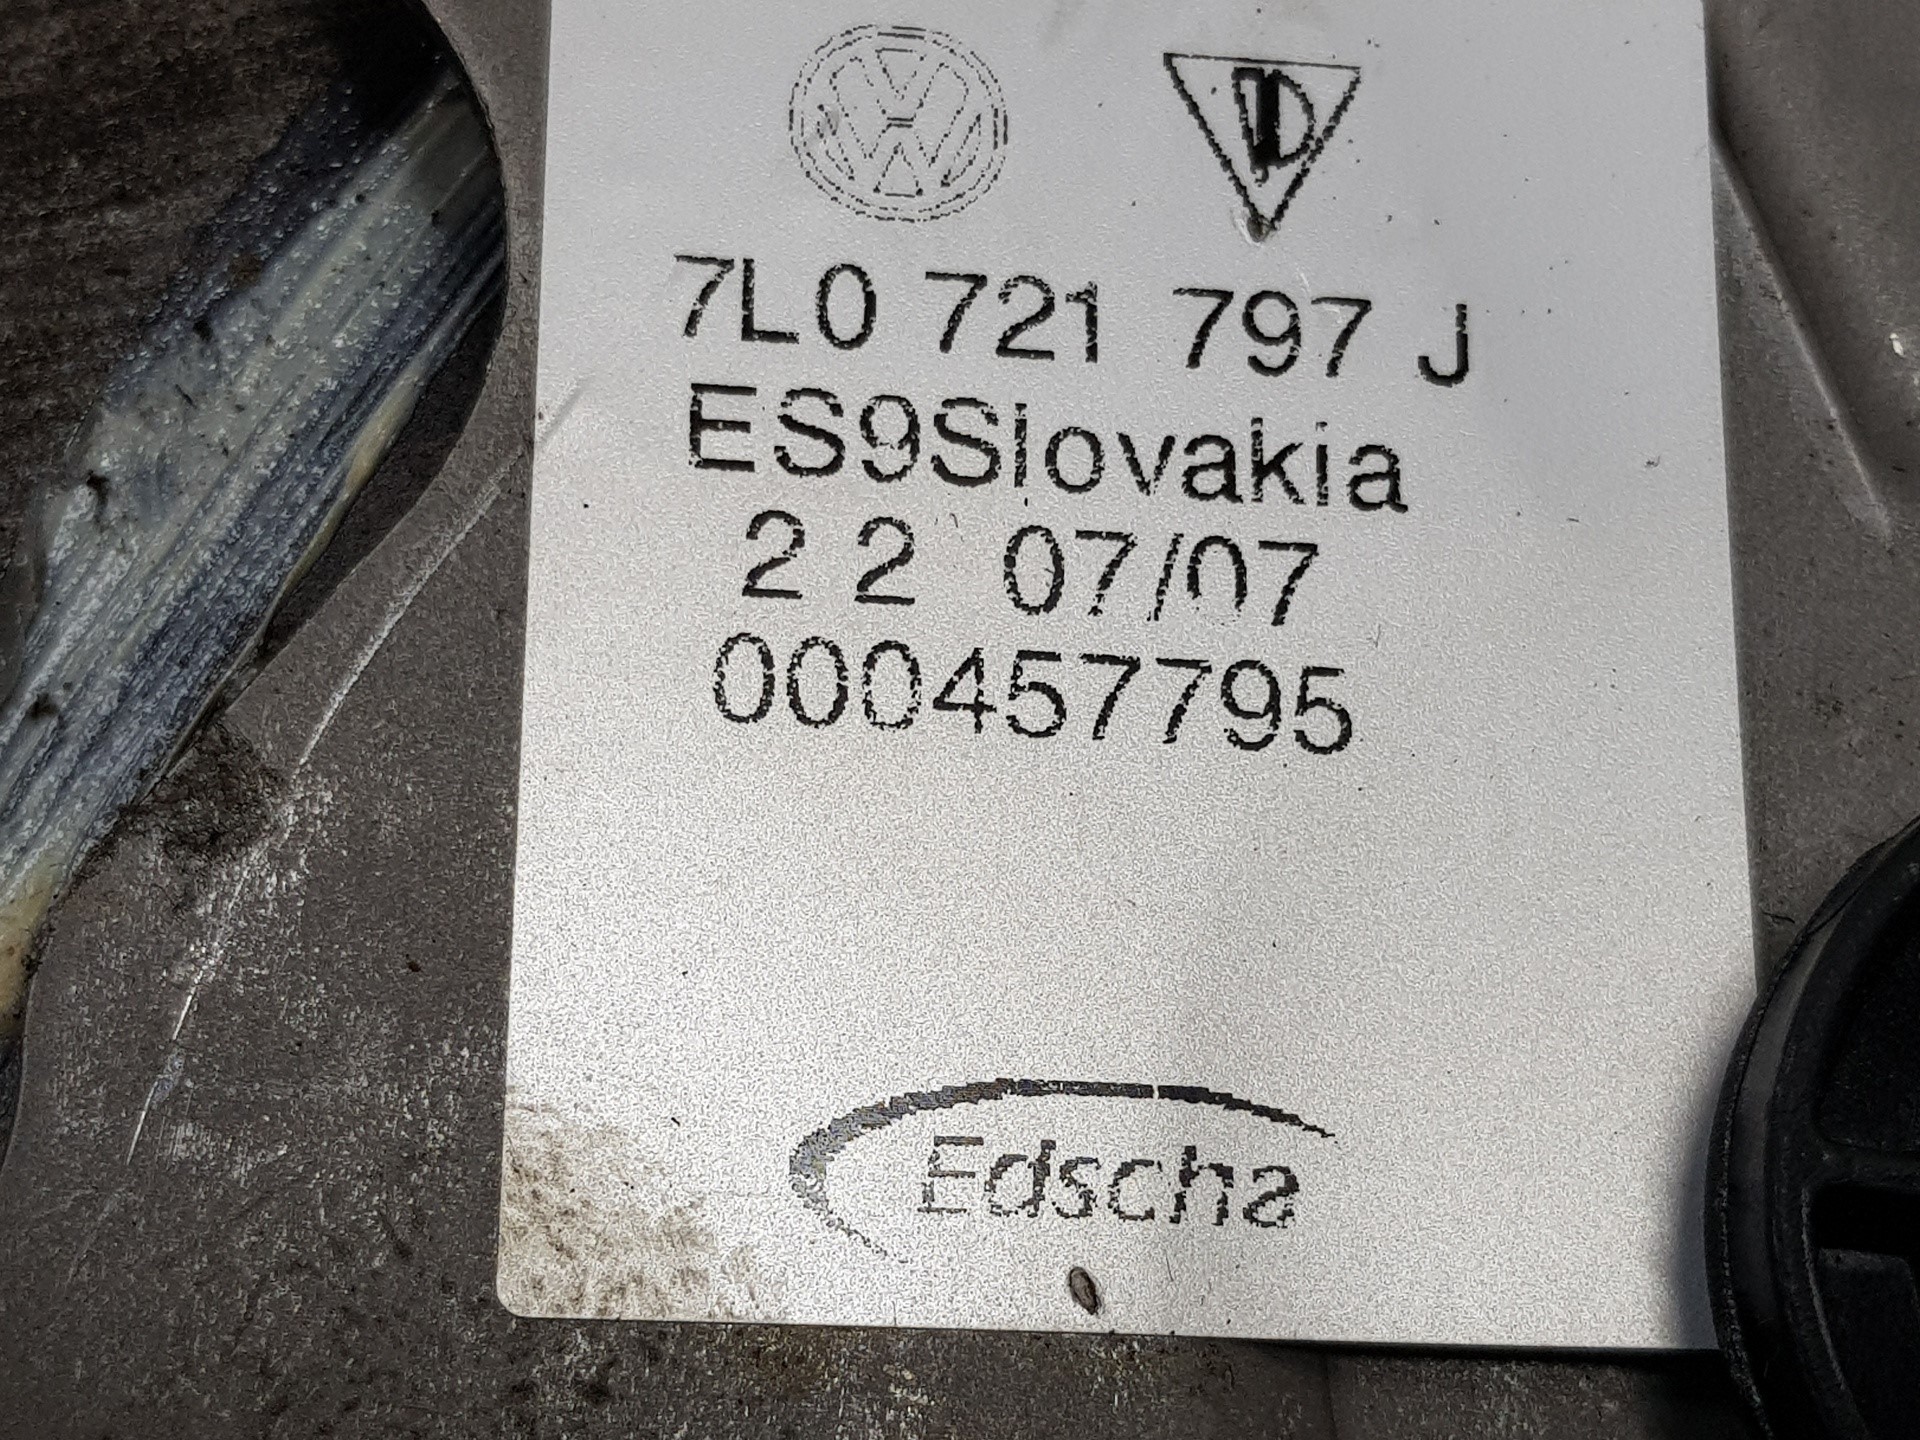 7L0 721 797 J
ES9Slovakia
2 2 07/07
000457795
Edscha